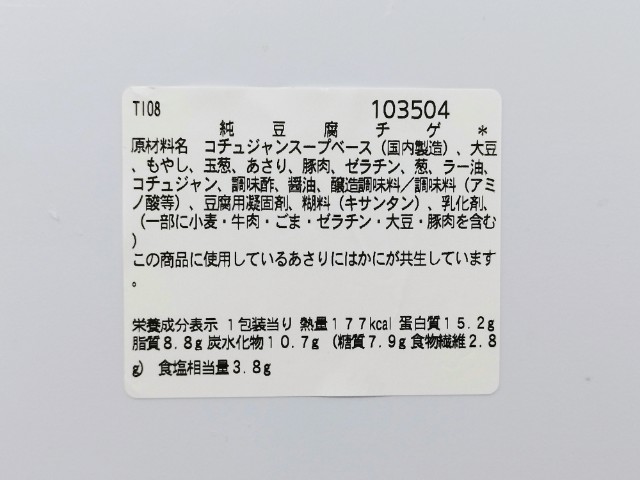 TI08 103504
純豆腐チゲ *
原材料名 コチュジャンスープベース（国内製造）、大豆
、もやし、玉葱、あさり、豚肉、ゼラチン、葱、ラー油、
コチュジャン、調味酢、醤油、醸造調味料／調味料（アミ
ノ酸等）、豆腐用凝固剤、糊料（キサンタン）、乳化剤、
（一部に小麦・牛肉・ごま・ゼラチン・大豆・豚肉を含む
）
この商品に使用しているあさりにはかにが共生しています
。
栄養成分表示 1包装当り 熱量177kcal 蛋白質15.2g
脂質8.8g 炭水化物10.7g （糖質7.9g 食物繊維2.8
g） 食塩相当量3.8g